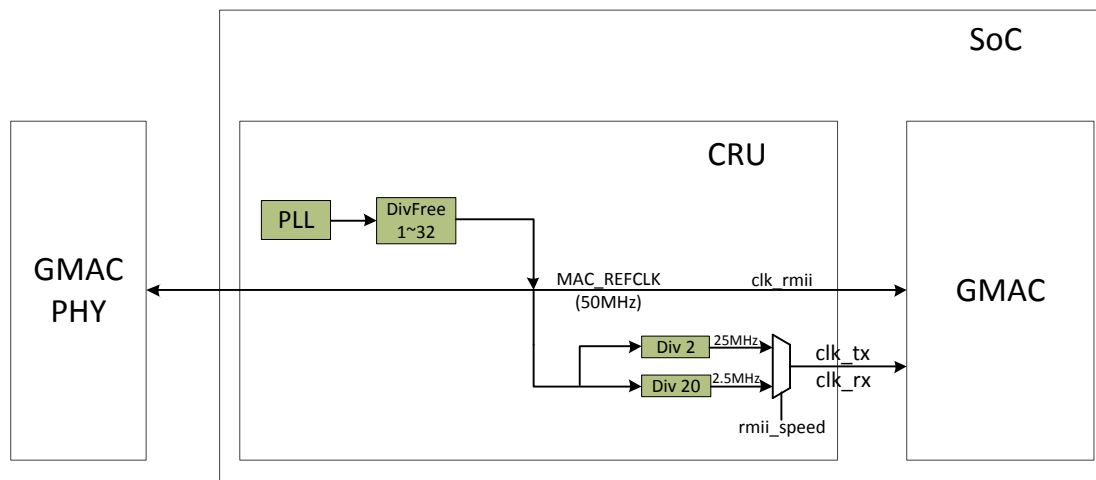 SoC
CRU
PLL
DivFree
1~32
GMAC
PHY
MAC_REFCLK
(50MHz)
clk_rmii
GMAC
Div 2
25MHz
Div 20
2.5MHz
clk_tx
clk_rx
rmii_speed